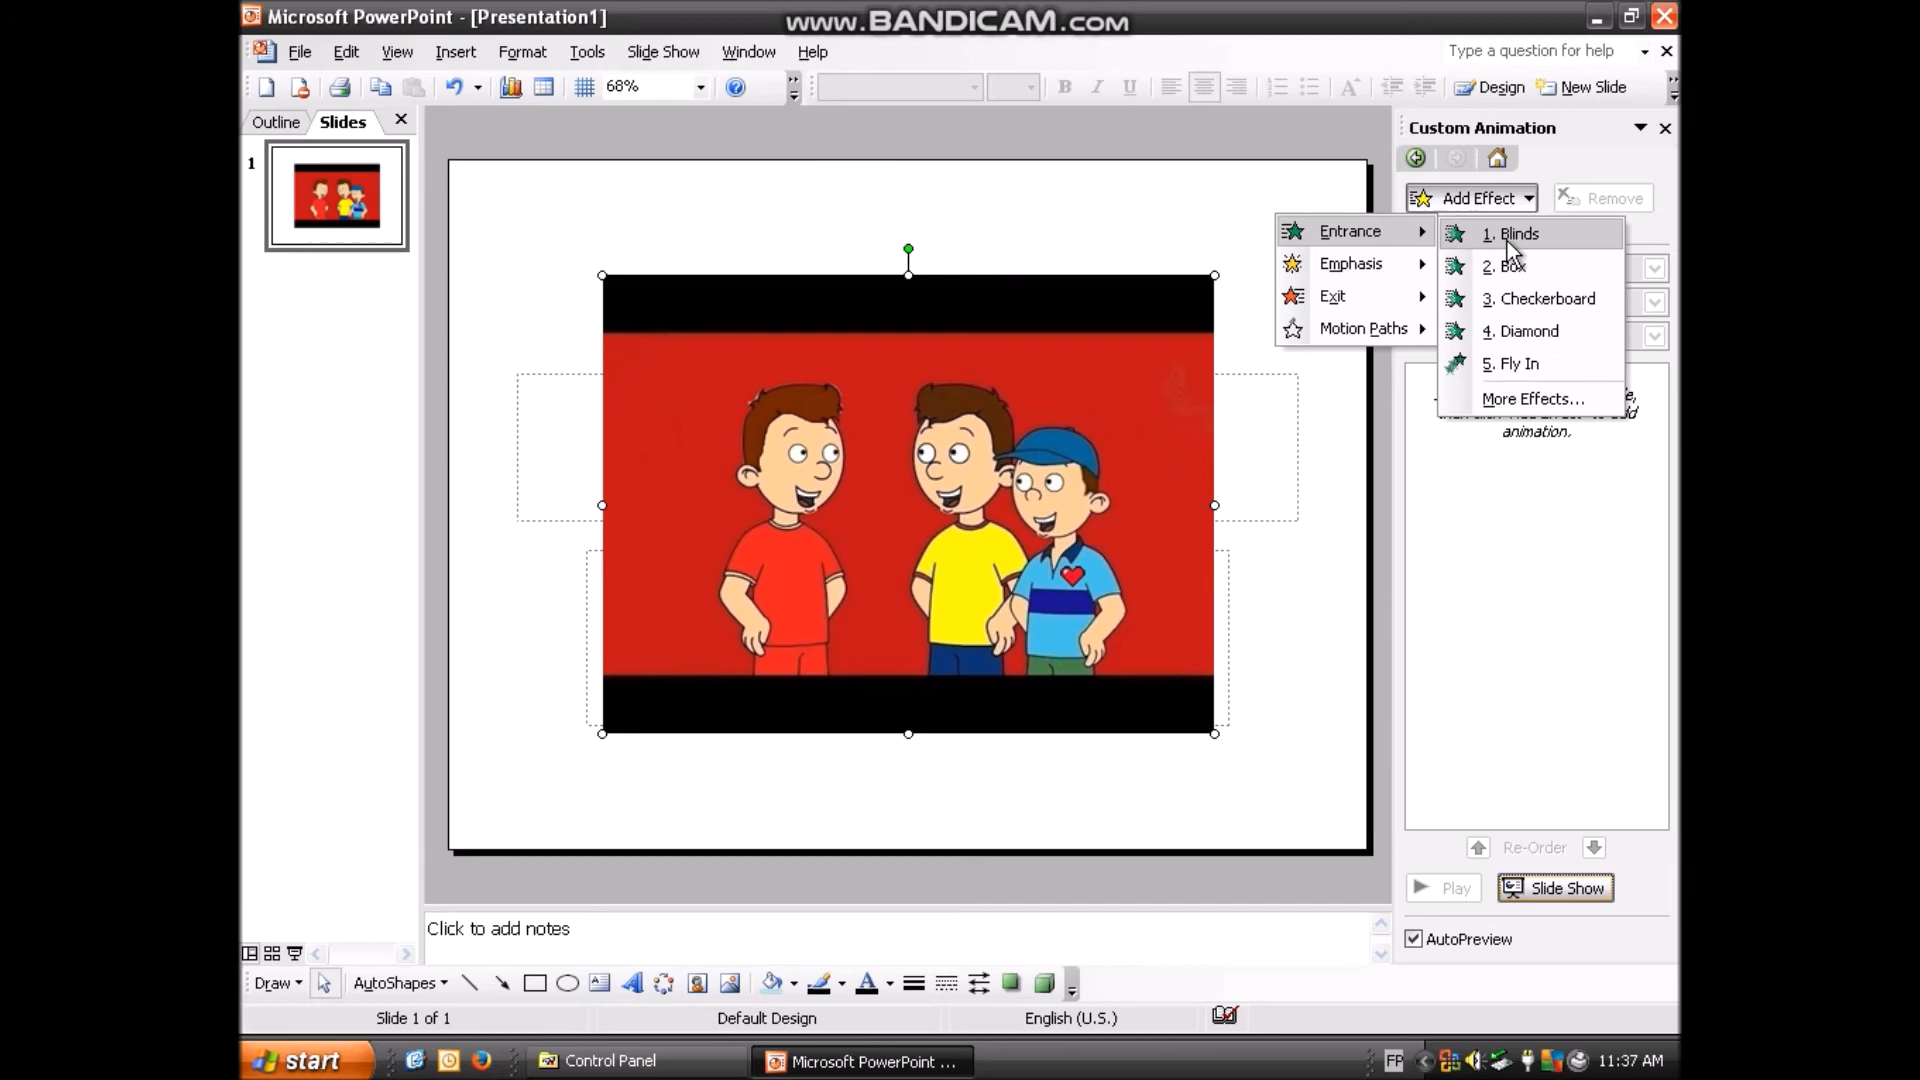 Microsoft PowerPoint - [Presentation1]
www.BANDICAM.com
File Edit View Insert Format Tools Slide Show Window Help
Type a question for help
68%
B I U
A
Design
New Slide
Outline
Slides
Custom Animation
1
Add Effect
Remove
Entrance
Emphasis
Exit
Motion Paths
1. Blinds
2. Box
3. Checkerboard
4. Diamond
5. Fly In
More Effects...
animation.
Re-Order
Play
Slide Show
AutoPreview
Click to add notes
Draw
AutoShapes
A
Slide 1 of 1
Default Design
English (U.S.)
start
Control Panel
Microsoft PowerPoint ...
FP
11:37 AM